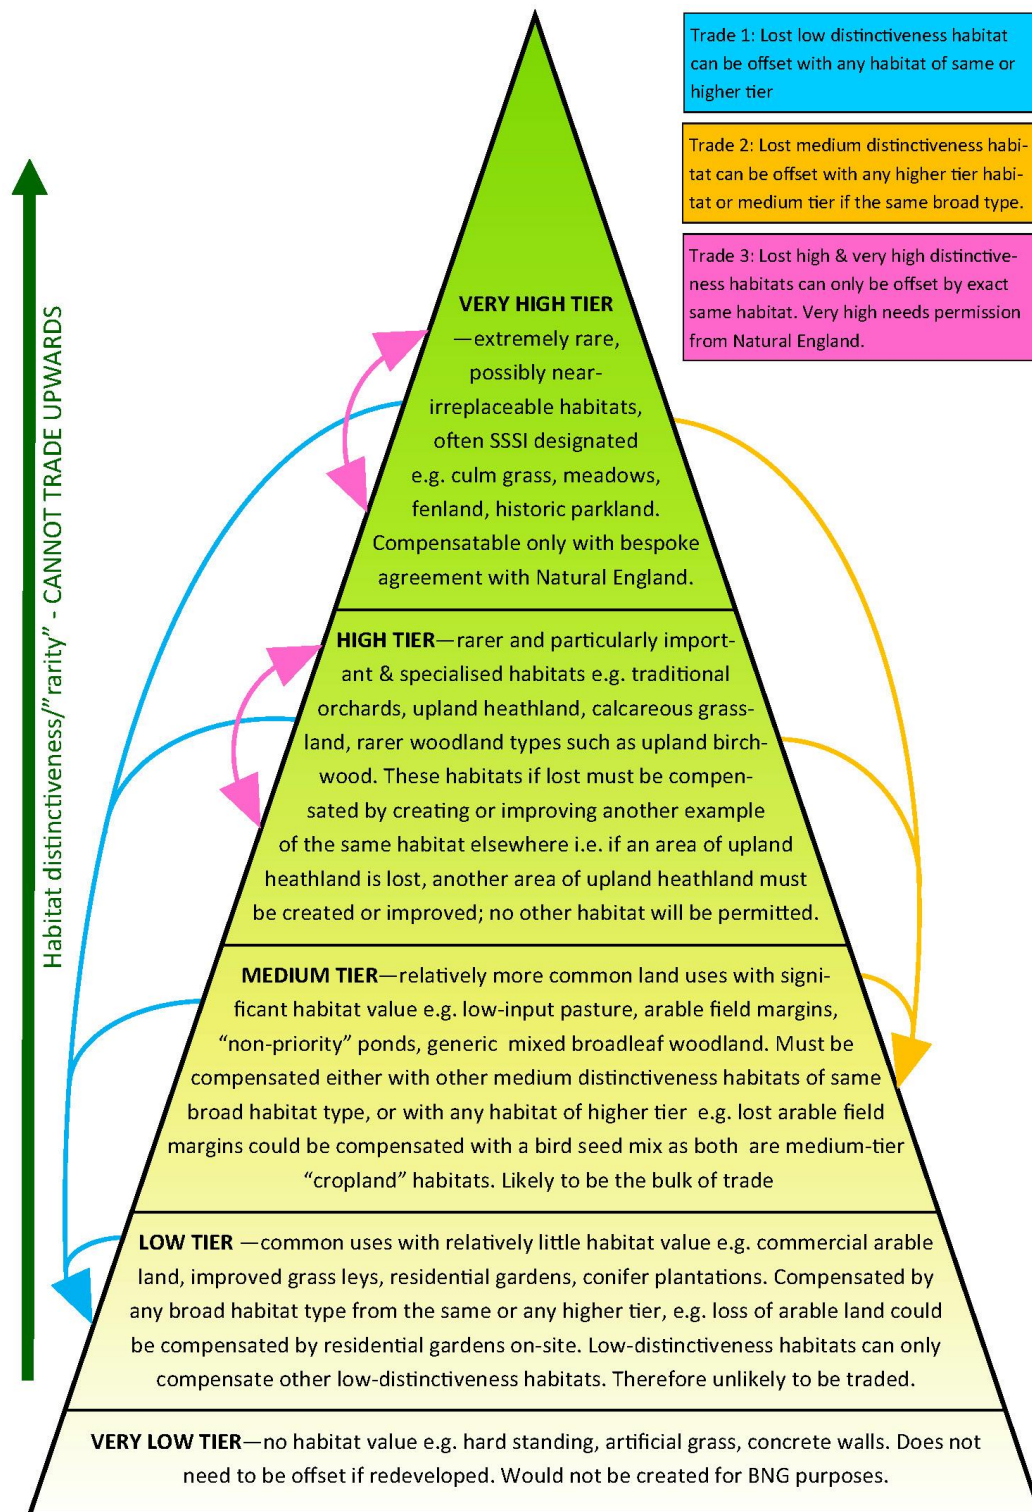 Trade 1: Lost low distinctiveness habitat
can be offset with any habitat of same or
higher tier
Trade 2: Lost medium distinctiveness habi-
tat can be offset with any higher tier habi-
tat or medium tier if the same broad type.
Trade 3: Lost high & very high distinctive-
ness habitats can only be offset by exact
same habitat. Very high needs permission
from Natural England.
Habitat distinctiveness/”rarity” - CANNOT TRADE UPWARDS
VERY HIGH TIER
—extremely rare,
possibly near-
irreplaceable habitats,
often SSSI designated
e.g. culm grass, meadows,
fenland, historic parkland.
Compensatable only with bespoke
agreement with Natural England.
HIGH TIER—rarer and particularly import-
ant & specialised habitats e.g. traditional
orchards, upland heathland, calcareous grass-
land, rarer woodland types such as upland birch-
wood. These habitats if lost must be compen-
sated by creating or improving another example
of the same habitat elsewhere i.e. if an area of upland
heathland is lost, another area of upland heathland must
be created or improved; no other habitat will be permitted.
MEDIUM TIER—relatively more common land uses with signi-
ficant habitat value e.g. low-input pasture, arable field margins,
“non-priority” ponds, generic mixed broadleaf woodland. Must be
compensated either with other medium distinctiveness habitats of same
broad habitat type, or with any habitat of higher tier e.g. lost arable field
margins could be compensated with a bird seed mix as both are medium-tier
“cropland” habitats. Likely to be the bulk of trade
LOW TIER —common uses with relatively little habitat value e.g. commercial arable
land, improved grass leys, residential gardens, conifer plantations. Compensated by
any broad habitat type from the same or any higher tier, e.g. loss of arable land could
be compensated by residential gardens on-site. Low-distinctiveness habitats can only
compensate other low-distinctiveness habitats. Therefore unlikely to be traded.
VERY LOW TIER—no habitat value e.g. hard standing, artificial grass, concrete walls. Does not
need to be offset if redeveloped. Would not be created for BNG purposes.